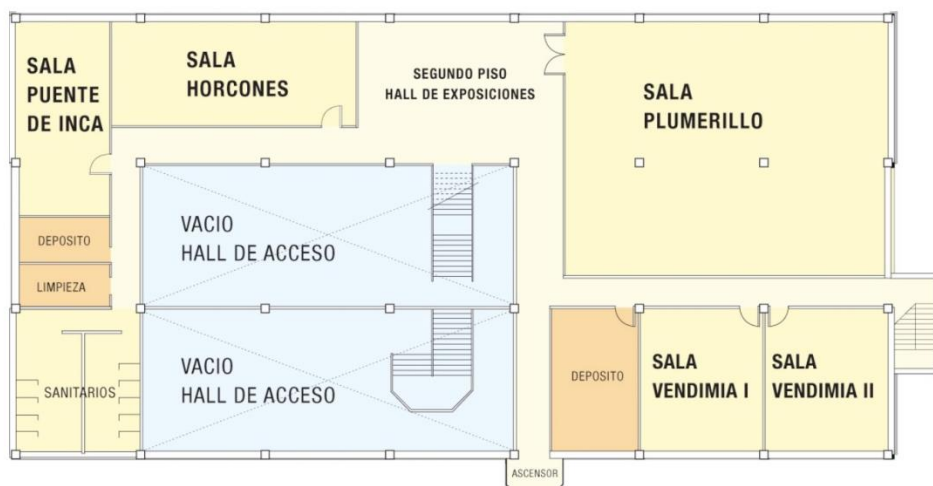 SALA
PUENTE
DE INCA
SALA
HORCONES
SEGUNDO PISO
HALL DE EXPOSICIONES
SALA
PLUMERILLO
DEPOSITO
LIMPIEZA
VACIO
HALL DE ACCESO
SANITARIOS
VACIO
HALL DE ACCESO
DEPOSITO
SALA
VENDIMIA I
SALA
VENDIMIA II
ASCENSOR